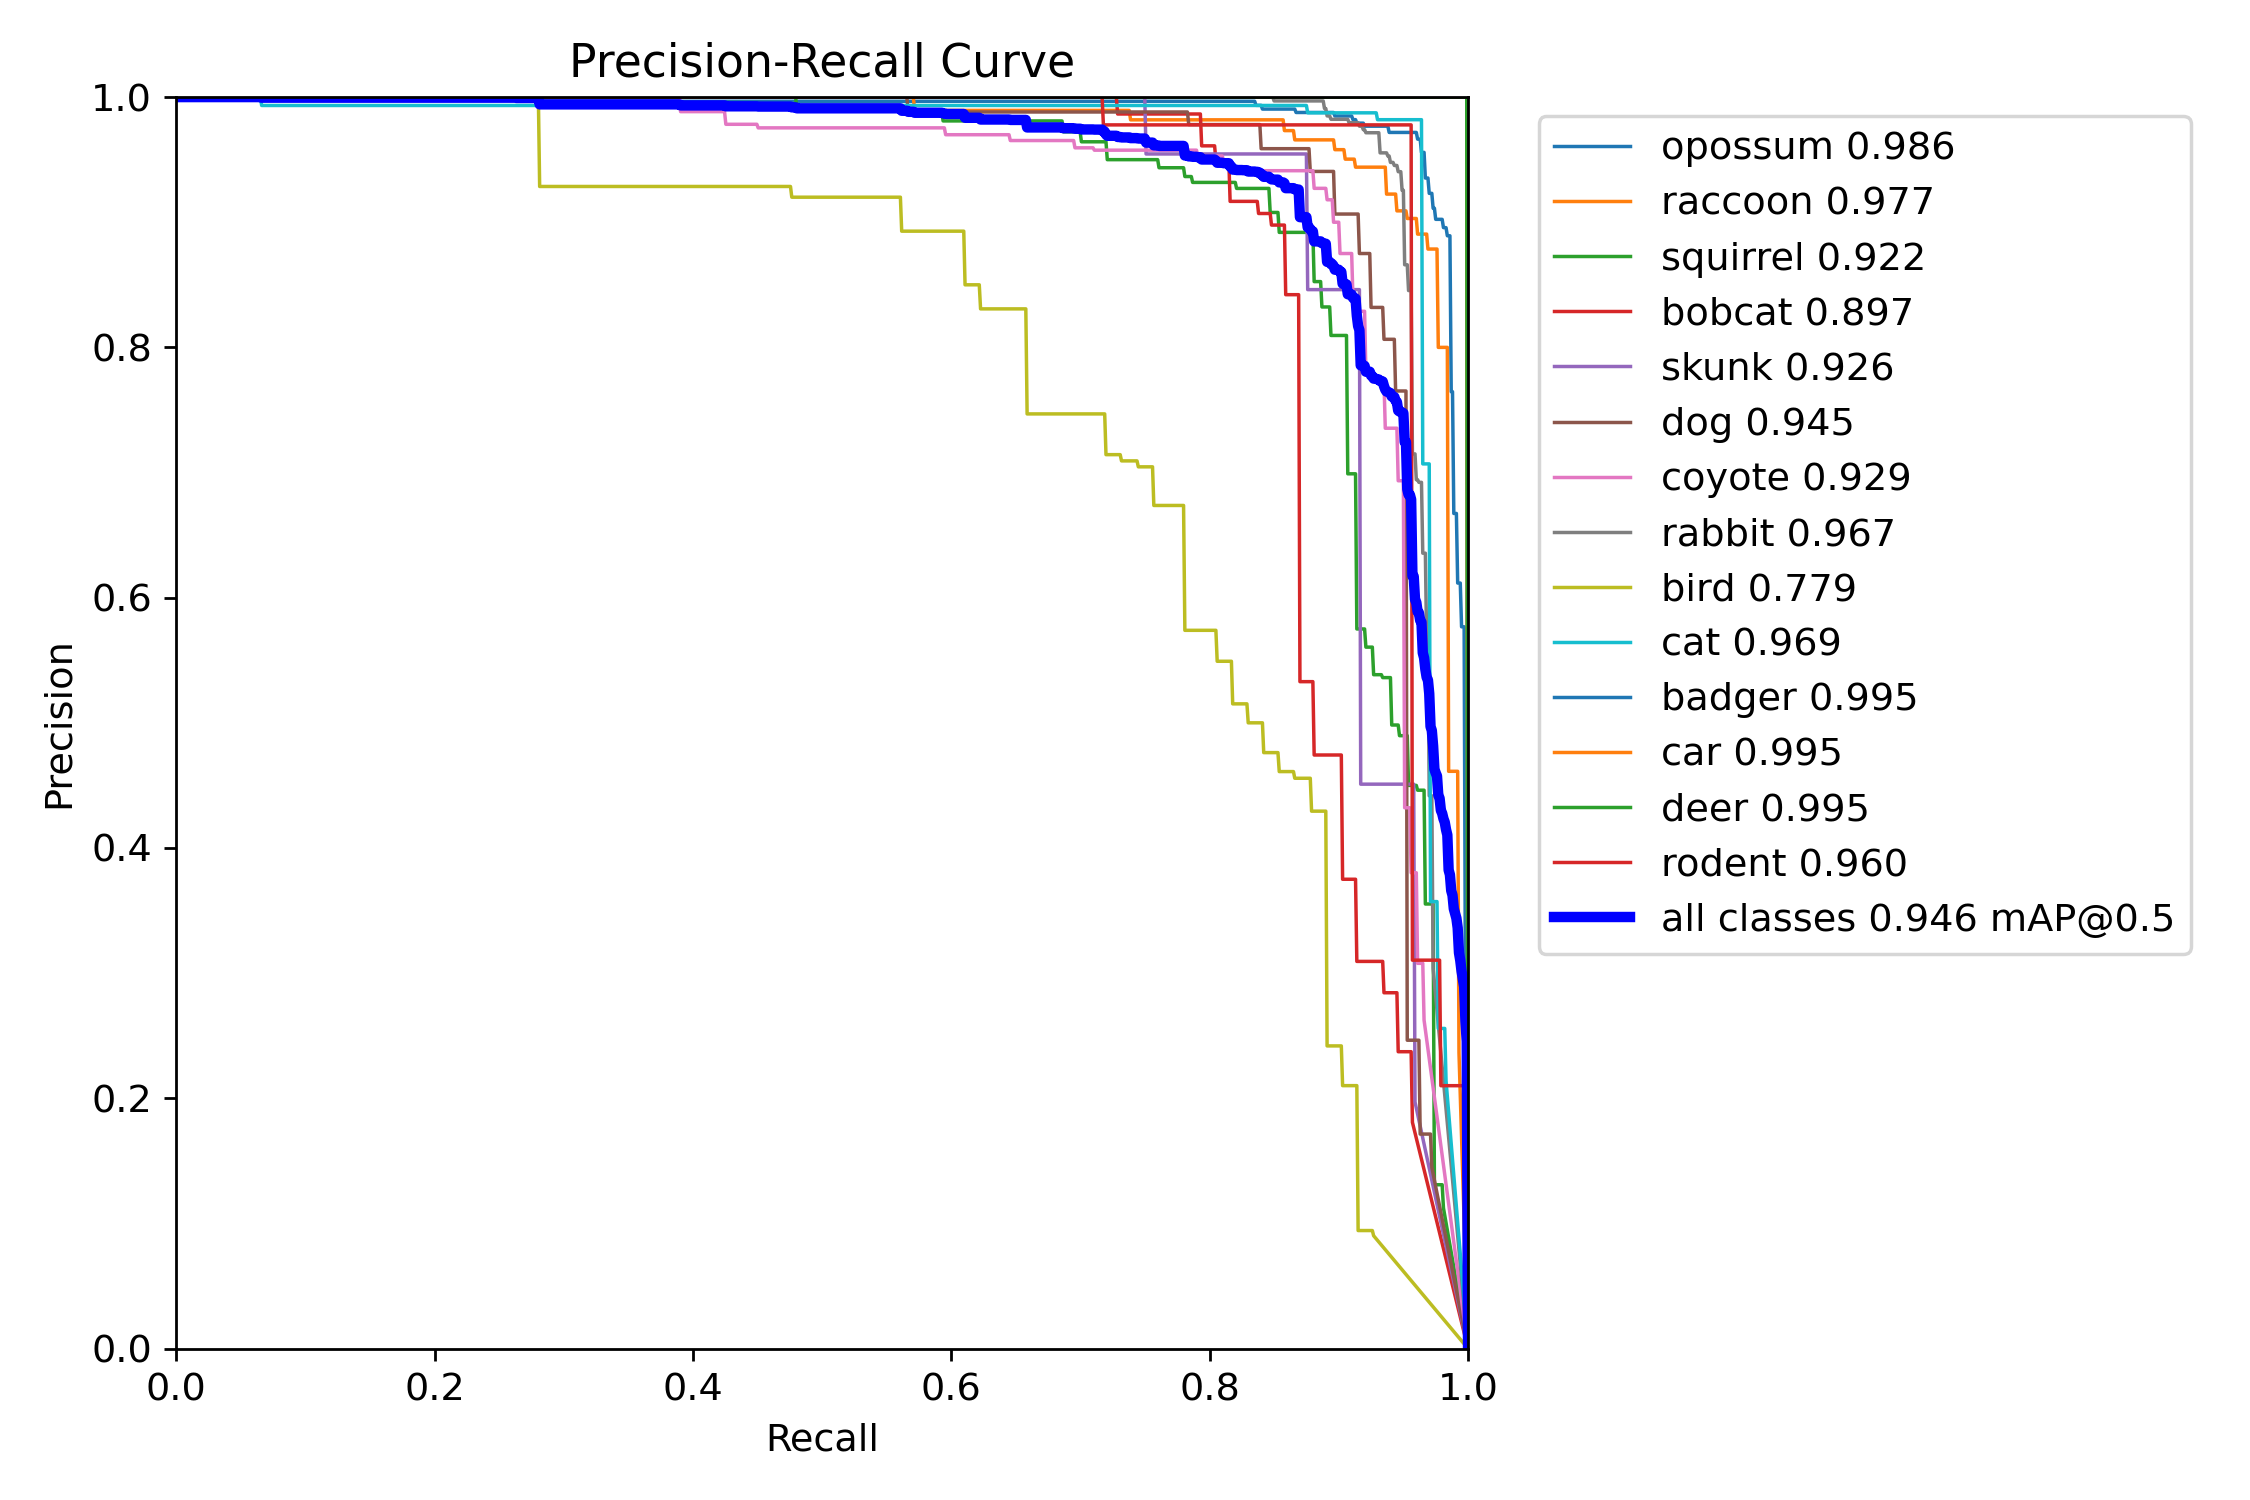 Precision-Recall Curve
1.0
0.8
0.6
0.4
0.2
0.0
Precision
0.0 0.2 0.4 0.6 0.8 1.0
Recall
opossum 0.986
raccoon 0.977
squirrel 0.922
bobcat 0.897
skunk 0.926
dog 0.945
coyote 0.929
rabbit 0.967
bird 0.779
cat 0.969
badger 0.995
car 0.995
deer 0.995
rodent 0.960
all classes 0.946 mAP@0.5